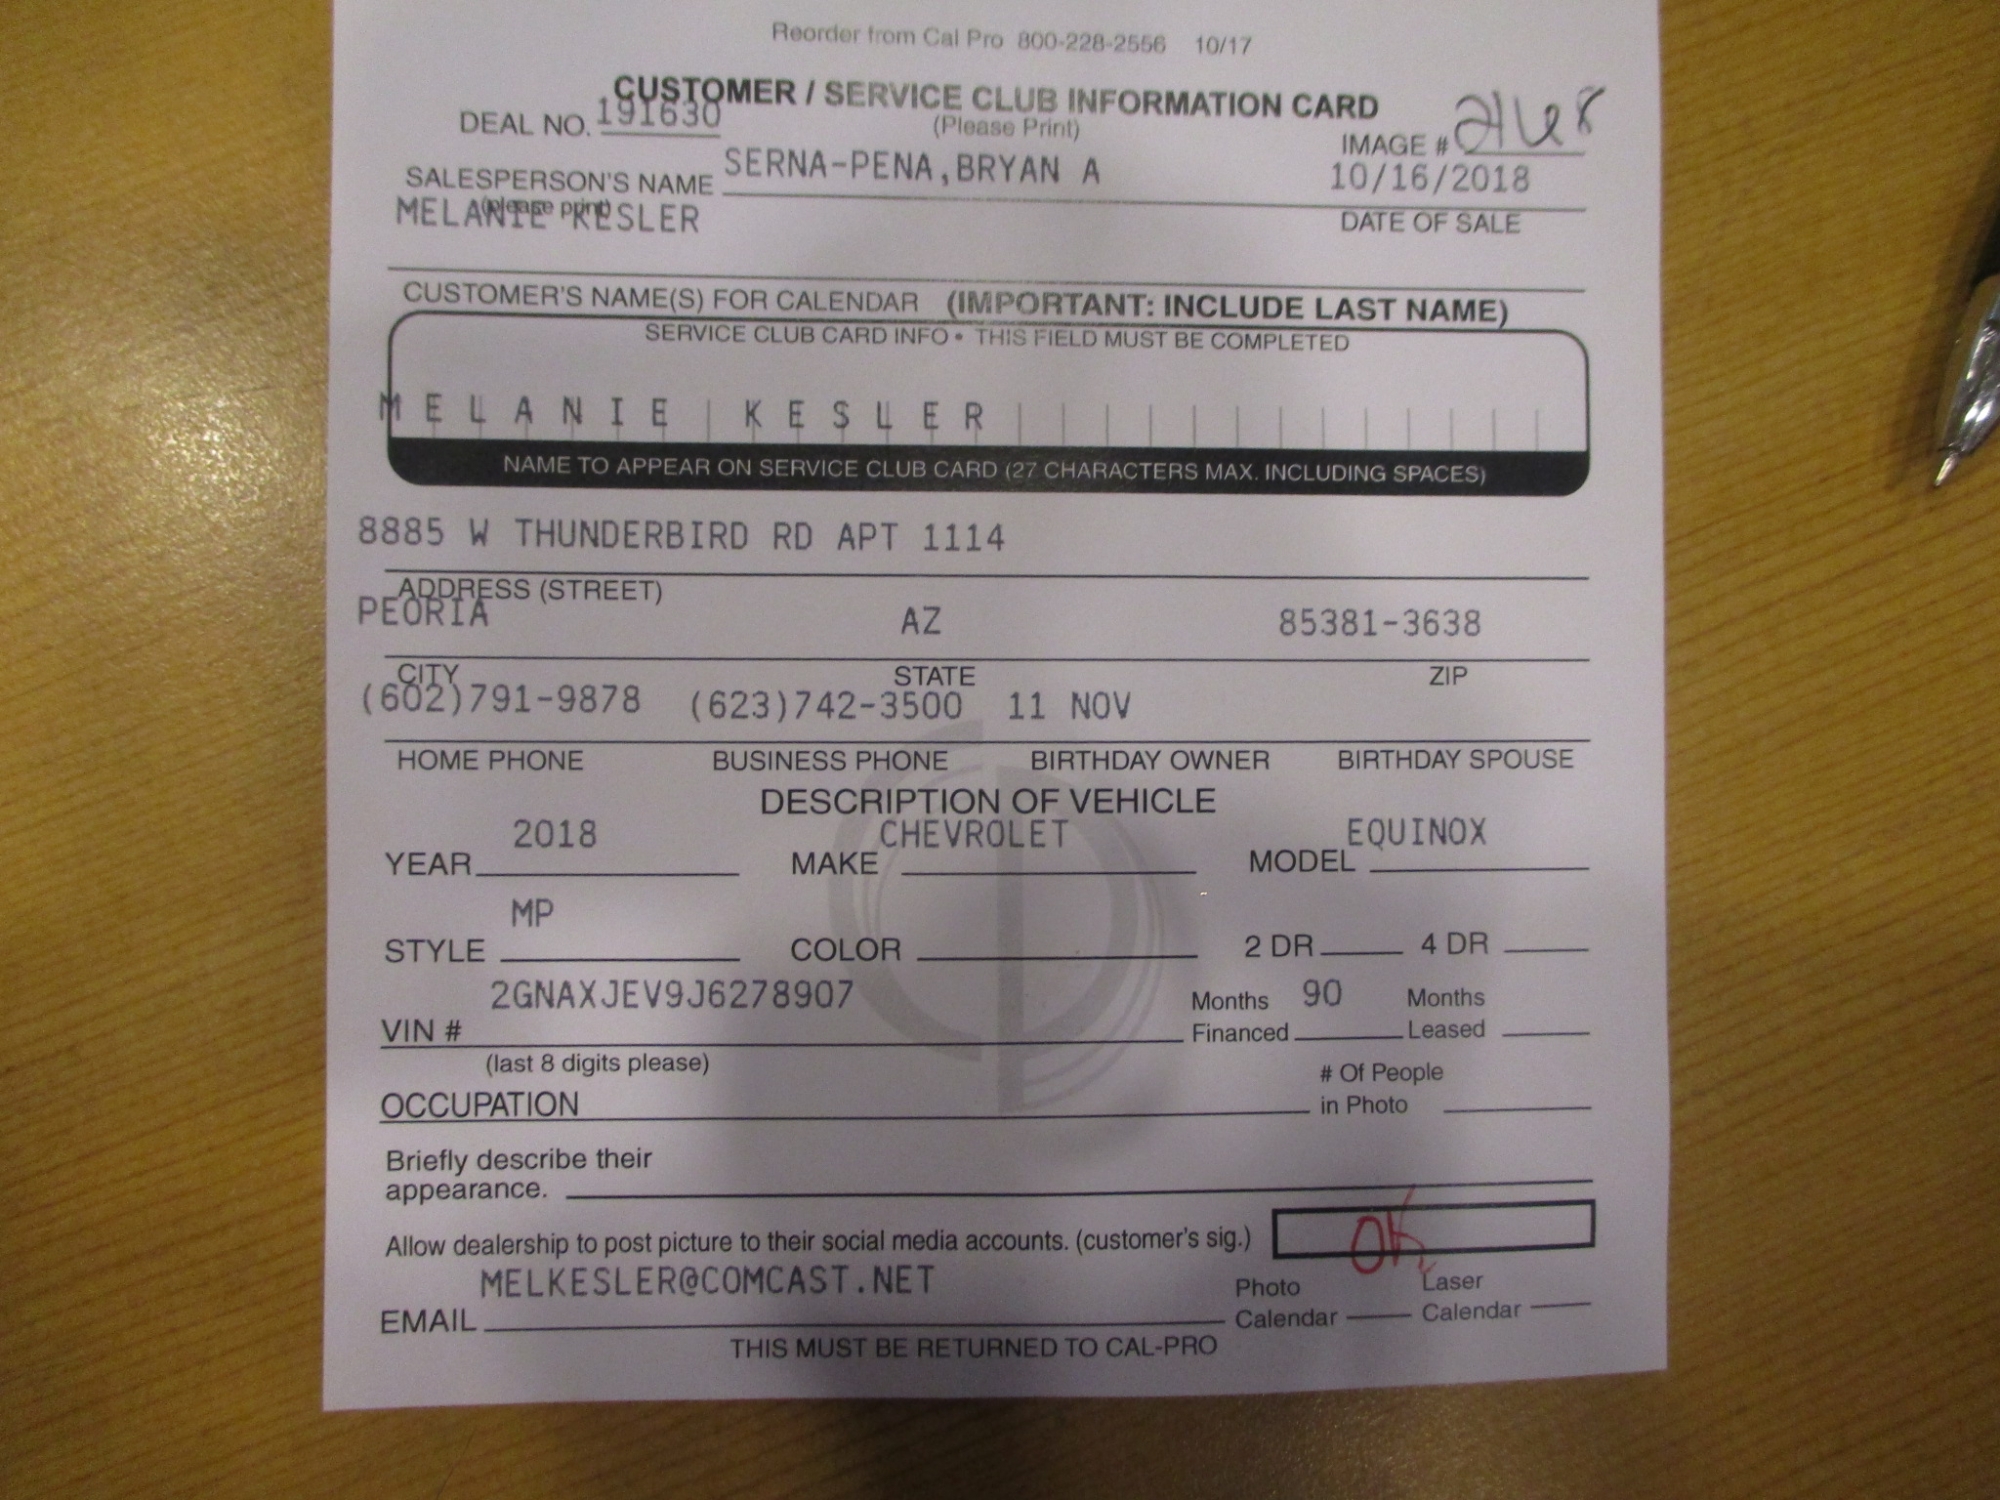 Reorder from Cal Pro 800-228-2556 10/17
CUSTOMER / SERVICE CLUB INFORMATION CARD
(Please Print)
DEAL NO. 191630
IMAGE #
SALESPERSON'S NAME SERNA-PENA,BRYAN A 10/16/2018
(please print)
MELANIE KESLER
DATE OF SALE
CUSTOMER'S NAME(S) FOR CALENDAR (IMPORTANT: INCLUDE LAST NAME)
SERVICE CLUB CARD INFO • THIS FIELD MUST BE COMPLETED
MELANIE KESLER
NAME TO APPEAR ON SERVICE CLUB CARD (27 CHARACTERS MAX. INCLUDING SPACES)
8885 W THUNDERBIRD RD APT 1114
ADDRESS (STREET)
PEORIA AZ 85381-3638
CITY STATE ZIP
(602)791-9878 (623)742-3500 11 NOV
HOME PHONE BUSINESS PHONE BIRTHDAY OWNER BIRTHDAY SPOUSE
DESCRIPTION OF VEHICLE
2018 CHEVROLET EQUINOX
YEAR MAKE MODEL
MP
STYLE COLOR 2 DR 4 DR
2GNAXJEV9J6278907 Months 90 Months
VIN # Financed Leased
(last 8 digits please)
# Of People
OCCUPATION in Photo
Briefly describe their
appearance.
Allow dealership to post picture to their social media accounts. (customer's sig.) OK
MELKESLER@COMCAST.NET Photo Laser
EMAIL Calendar Calendar
THIS MUST BE RETURNED TO CAL-PRO